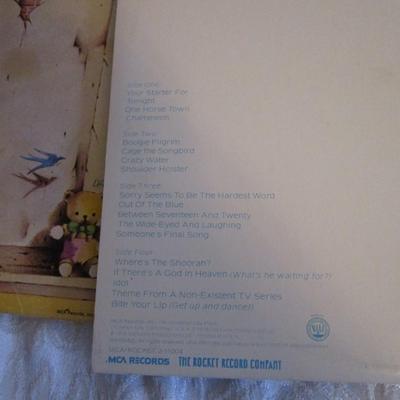 Side One:
Your Starter For
Tonight
One Horse Town
Chameleon
Side Two:
Boogie Pilgrim
Cage the Songbird
Crazy Water
Shoulder Holster
Side Three:
Sorry Seems To Be The Hardest Word
Out Of The Blue
Between Seventeen And Twenty
The Wide-Eyed And Laughing
Someone's Final Song
Side Four:
Where's The Shoorah?
If There's A God In Heaven (What's he waiting for?)
Idol
Theme From A Non-Existent TV Series
Bite Your Lip (Get up and dance!)
MCA/ROCKET 2-11004
MCA RECORDS THE ROCKET RECORD COMPANY